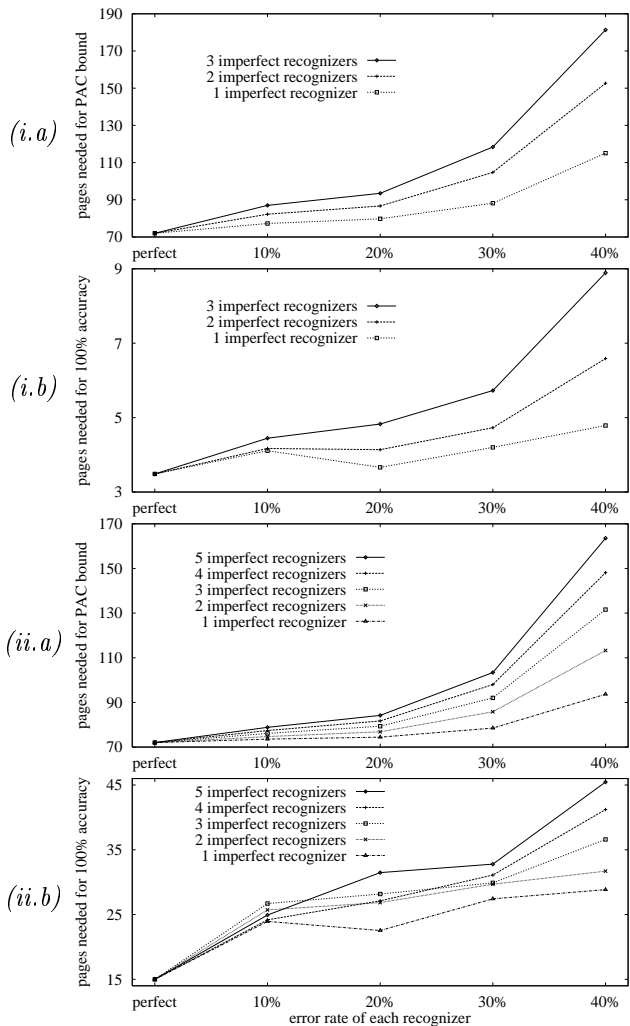 (i.a)
pages needed for PAC bound
190
170
150
130
110
90
70
3 imperfect recognizers
2 imperfect recognizers
1 imperfect recognizer
perfect 10% 20% 30% 40%
(i.b)
pages needed for 100% accuracy
9
7
5
3
3 imperfect recognizers
2 imperfect recognizers
1 imperfect recognizer
perfect 10% 20% 30% 40%
(ii.a)
pages needed for PAC bound
170
150
130
110
90
70
5 imperfect recognizers
4 imperfect recognizers
3 imperfect recognizers
2 imperfect recognizers
1 imperfect recognizer
perfect 10% 20% 30% 40%
(ii.b)
pages needed for 100% accuracy
45
35
25
15
5 imperfect recognizers
4 imperfect recognizers
3 imperfect recognizers
2 imperfect recognizers
1 imperfect recognizer
perfect 10% 20% 30% 40%
error rate of each recognizer